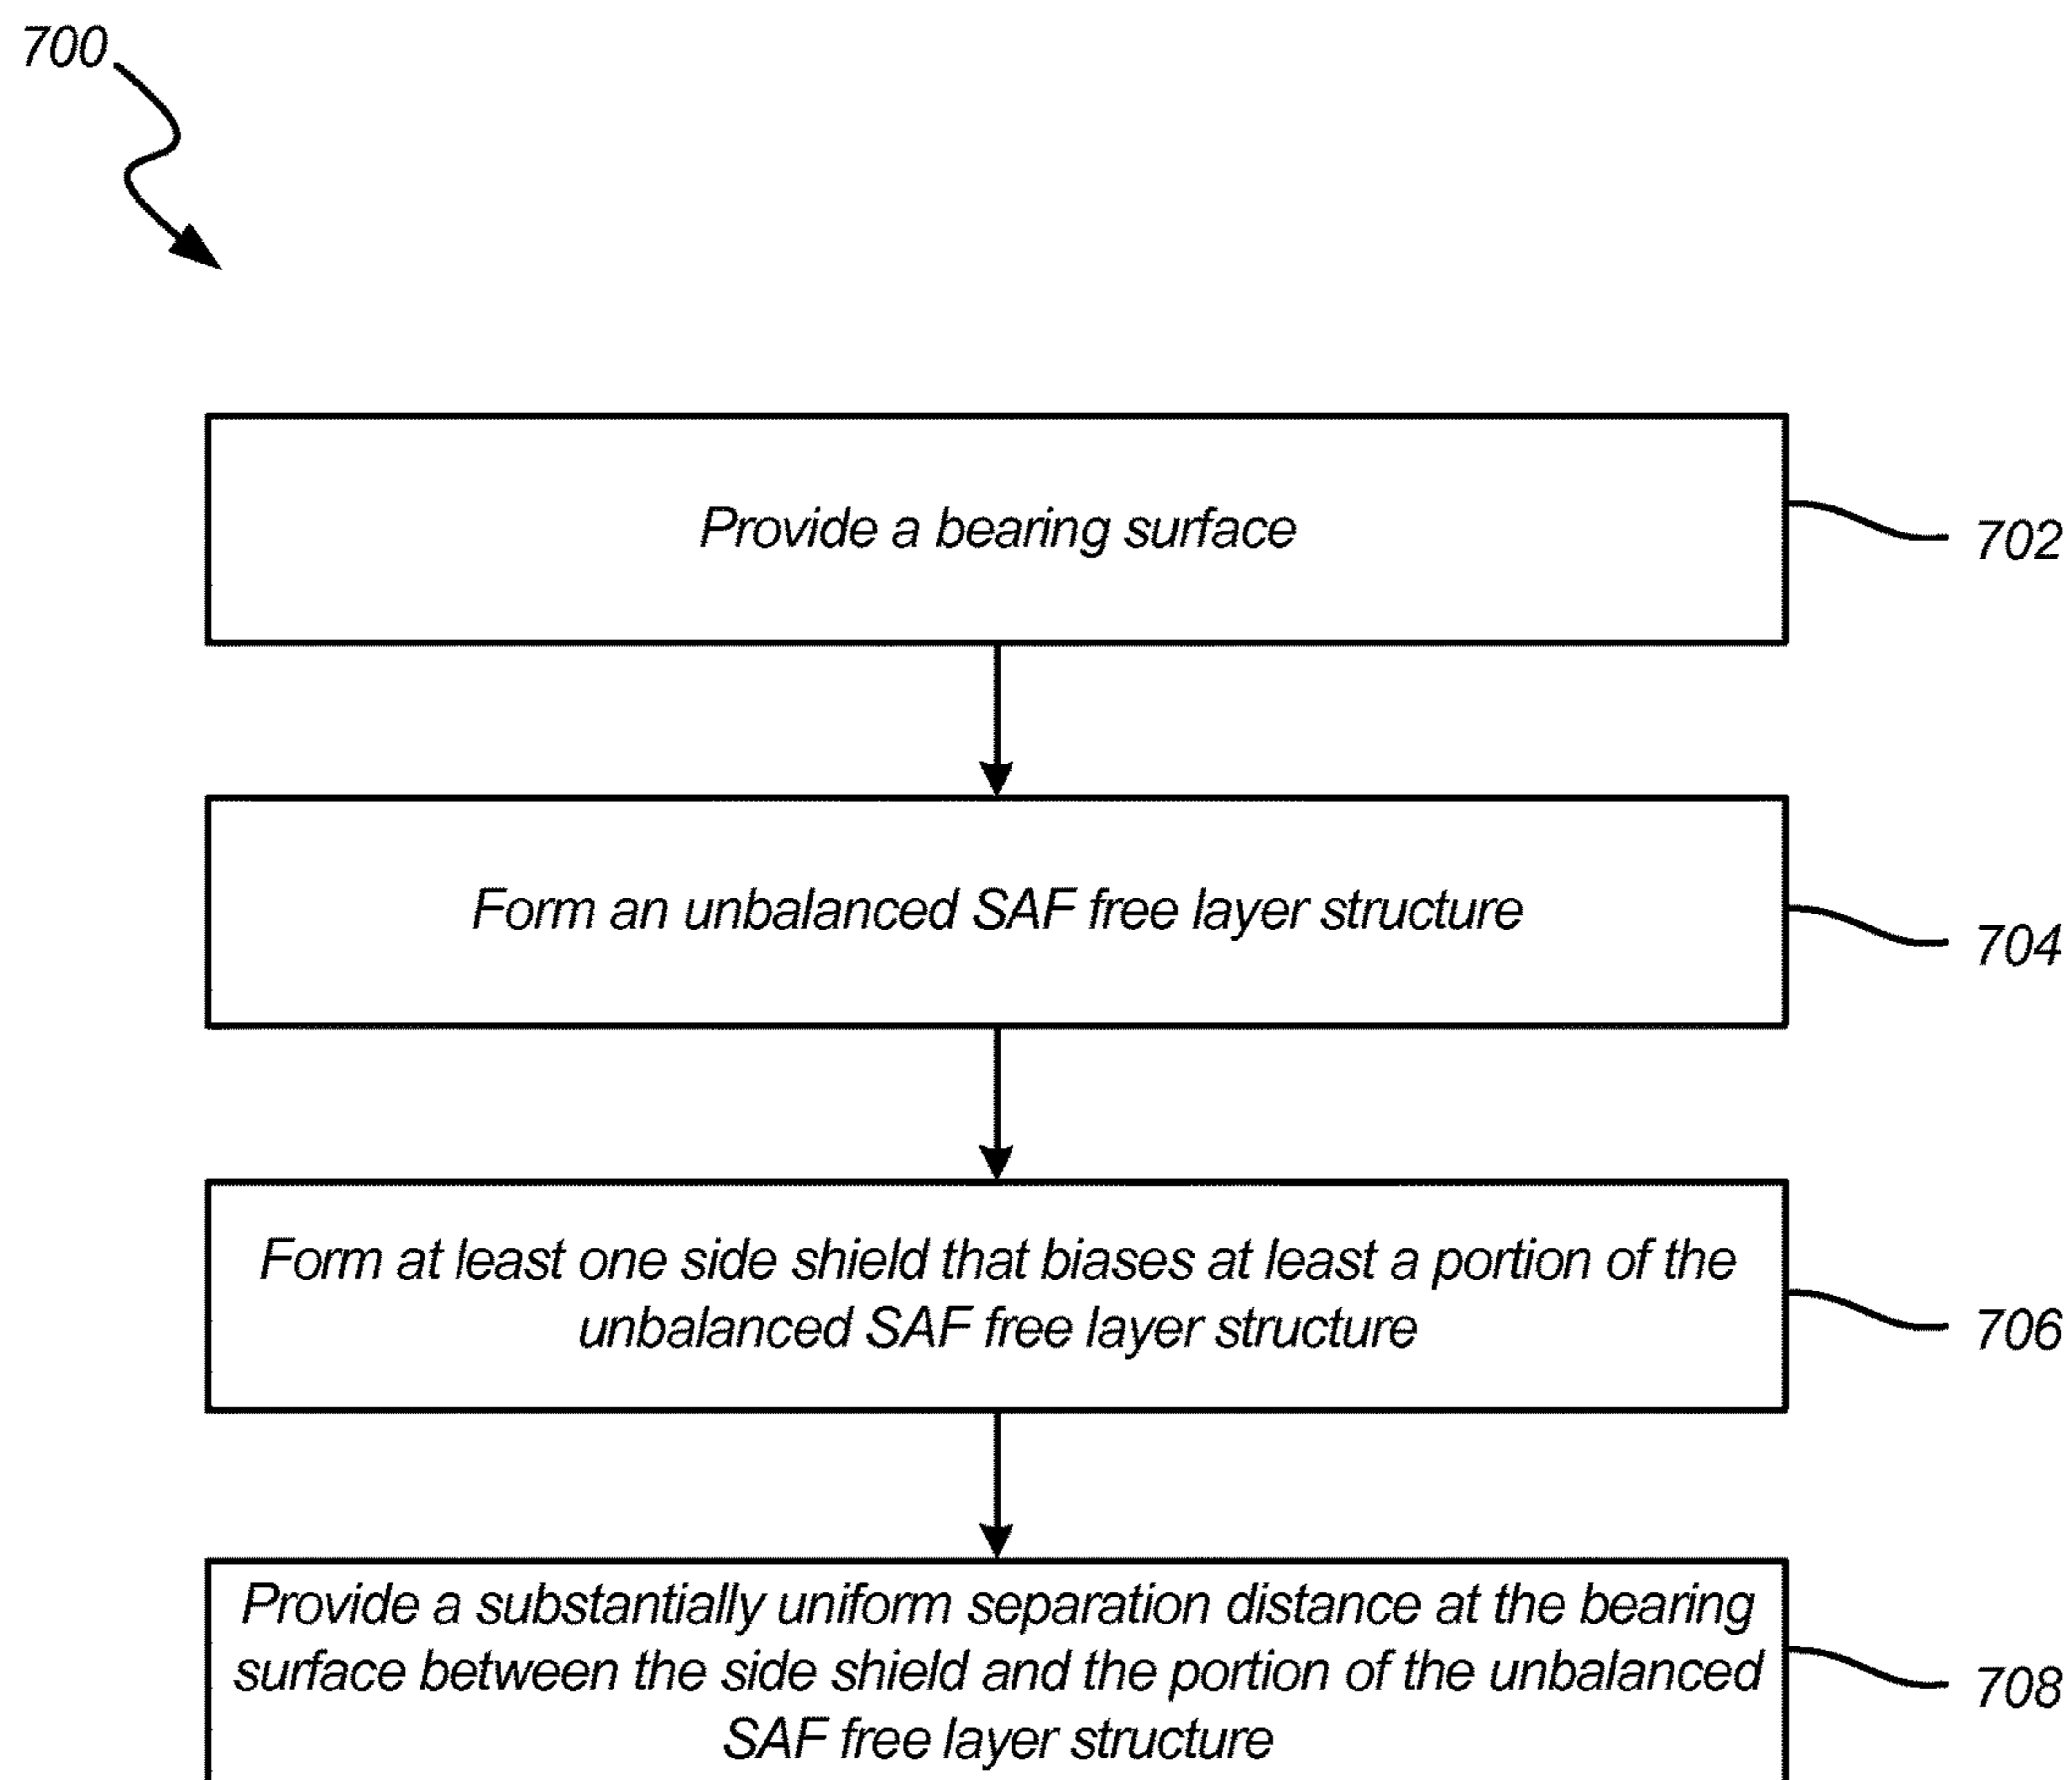 700
Provide a bearing surface
702
Form an unbalanced SAF free layer structure
704
Form at least one side shield that biases at least a portion of the
unbalanced SAF free layer structure
706
Provide a substantially uniform separation distance at the bearing
surface between the side shield and the portion of the unbalanced
SAF free layer structure
708